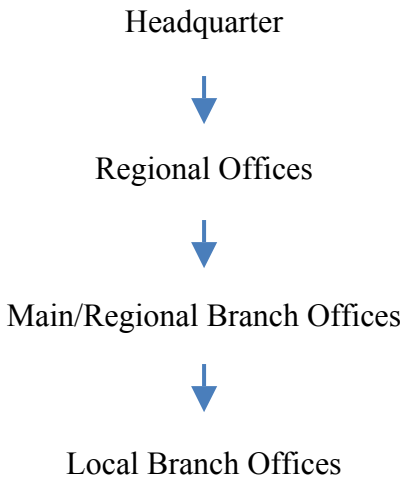 Headquarter
Regional Offices
Main/Regional Branch Offices
Local Branch Offices